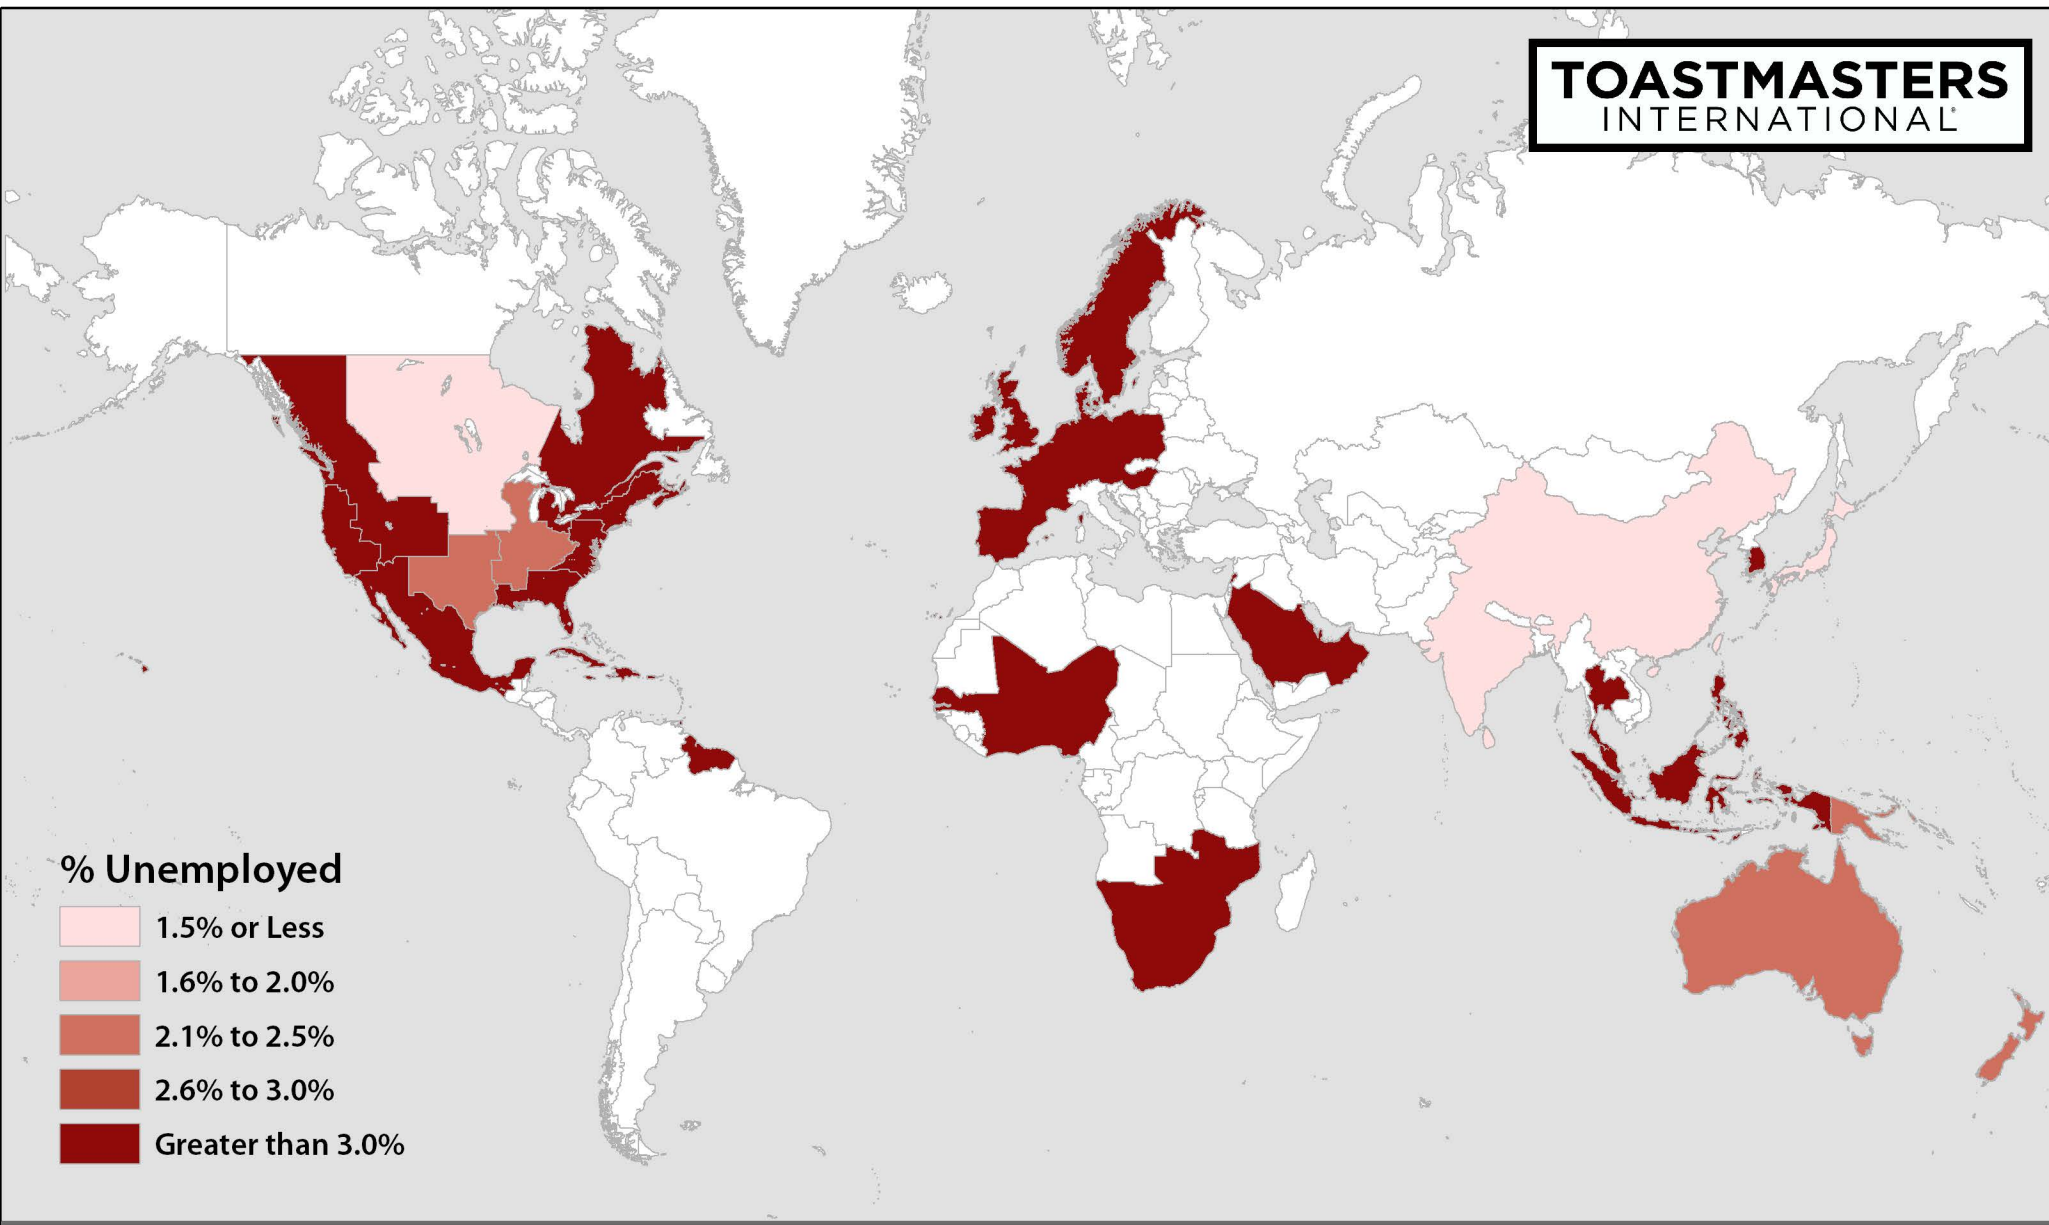 TOASTMASTERS
INTERNATIONAL®
% Unemployed
1.5% or Less
1.6% to 2.0%
2.1% to 2.5%
2.6% to 3.0%
Greater than 3.0%